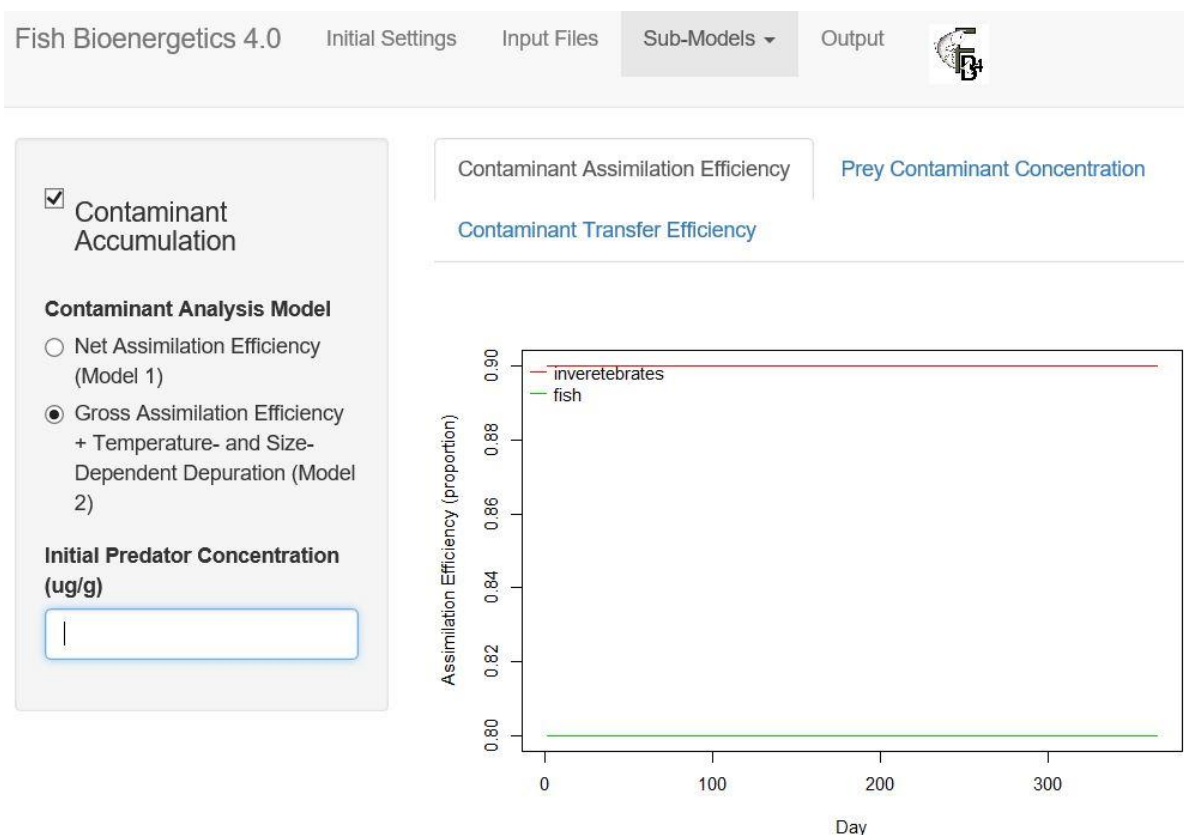 Fish Bioenergetics 4.0 Initial Settings Input Files Sub-Models Output
FB4
Contaminant
Accumulation
Contaminant Analysis Model
Net Assimilation Efficiency
(Model 1)
Gross Assimilation Efficiency
+ Temperature- and Size-
Dependent Depuration (Model
2)
Initial Predator Concentration
(ug/g)
Contaminant Assimilation Efficiency Prey Contaminant Concentration
Contaminant Transfer Efficiency
inveretebrates
fish
Assimilation Efficiency (proportion)
0.90
0.88
0.86
0.84
0.82
0.80
0 100 200 300
Day